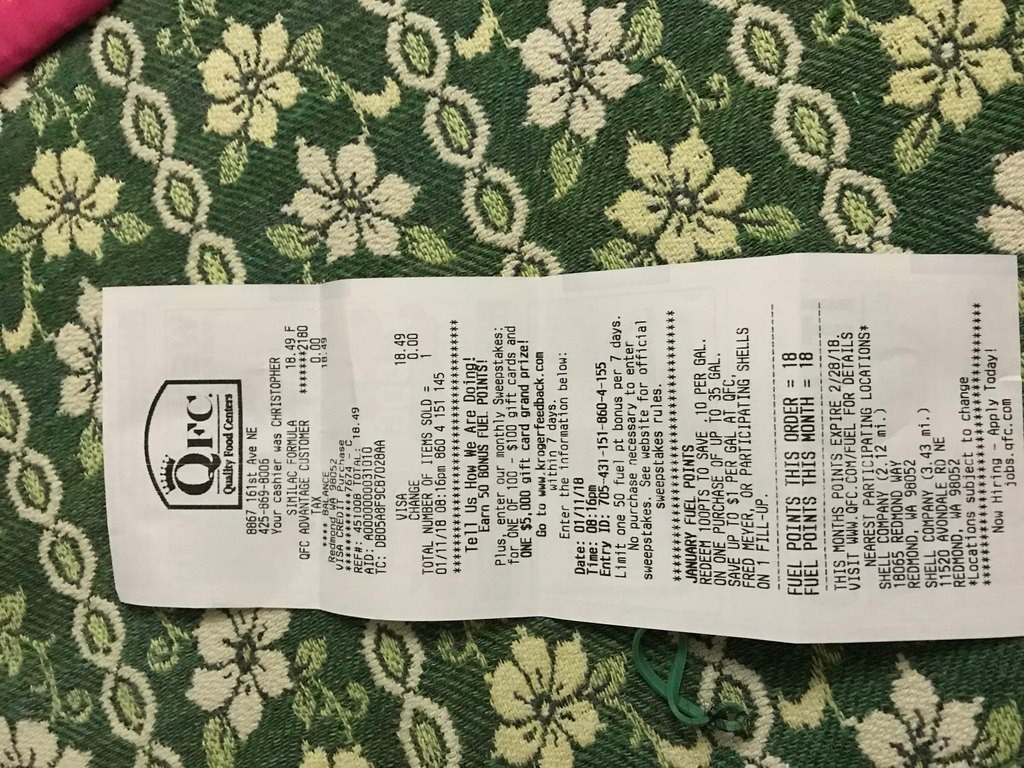 QFC
Quality Food Centers
8867 161st Ave NE
425-869-8006
Your cashier was CHRISTOPHER
SIMILAC FORMULA 18.49 F
QFC ADVANTAGE CUSTOMER *******2180
TAX 0.00
**** BALANCE 18.49
Redmond WA 98052
VISA CREDIT Purchase
************7674 - C
REF#: 45100B TOTAL: 18.49
AID: A0000000031010
TC: DBD5A8F9CB7029AA
VISA 18.49
CHANGE 0.00
TOTAL NUMBER OF ITEMS SOLD = 1
01/11/18 08:16pm 860 4 151 145
Tell Us How We Are Doing!
Earn 50 BONUS FUEL POINTS!
Plus, enter our monthly Sweepstakes:
for ONE OF 100 - $100 gift cards and
ONE $5,000 gift card grand prize!
Go to www.krogerfeedback.com
within 7 days.
Enter the information below:
Date: 01/11/18
Time: 08:16pm
Entry ID: 705-431-151-860-4-155
Limit one 50 fuel pt bonus per 7 days.
No purchase necessary to enter
sweepstakes. See website for official
sweepstakes rules.
JANUARY FUEL POINTS
REDEEM 100PTS TO SAVE .10 PER GAL.
ON ONE PURCHASE OF UP TO 35 GAL.
SAVE UP TO $1 PER GAL AT QFC,
FRED MEYER, OR PARTICIPATING SHELLS
ON 1 FILL-UP.
FUEL POINTS THIS ORDER = 18
FUEL POINTS THIS MONTH = 18
THIS MONTHS POINTS EXPIRE 2/28/18.
VISIT WWW.QFC.COM/FUEL FOR DETAILS
NEAREST PARTICIPATING LOCATIONS*
SHELL COMPANY (2.12 mi.)
18065 REDMOND WAY
REDMOND, WA 98052
SHELL COMPANY (3.43 mi.)
11520 AVONDALE RD NE
REDMOND, WA 98052
*Locations subject to change
Now Hiring - Apply Today!
jobs.qfc.com